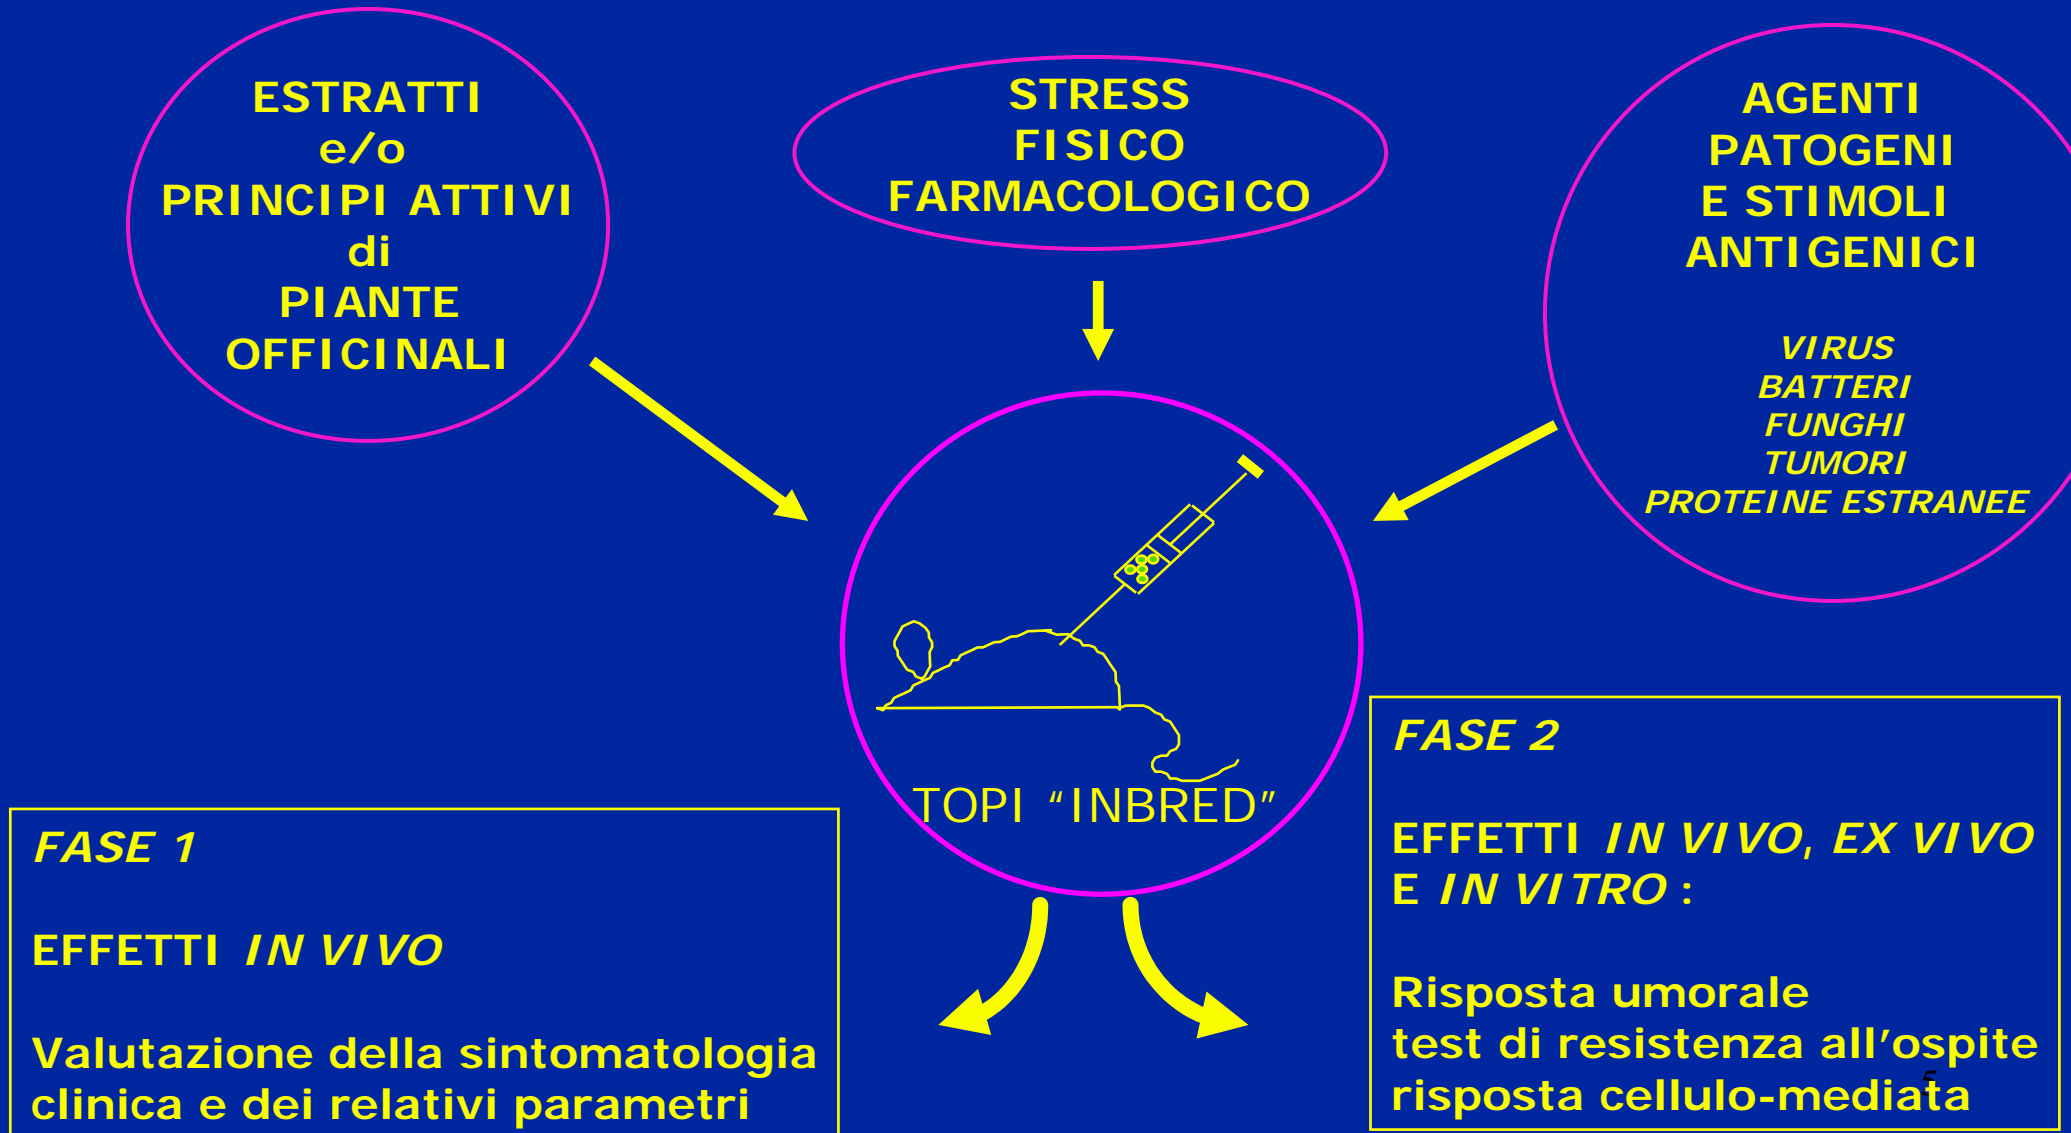 ESTRATTI
e/o
PRINCIPI ATTIVI
di
PIANTE
OFFICINALI
STRESS
FISICO
FARMACOLOGICO
AGENTI
PATOGENI
E STIMOLI
ANTIGENICI
VIRUS
BATTERI
FUNGHI
TUMORI
PROTEINE ESTRANEE
TOPI “INBRED”
FASE 1
EFFETTI IN VIVO
Valutazione della sintomatologia
clinica e dei relativi parametri
FASE 2
EFFETTI IN VIVO, EX VIVO
E IN VITRO :
Risposta umorale
test di resistenza all’ospite
risposta cellulo-mediata
5